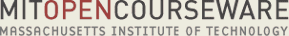 MITOPENCOURSEWARE
MASSACHUSETTS INSTITUTE OF TECHNOLOGY